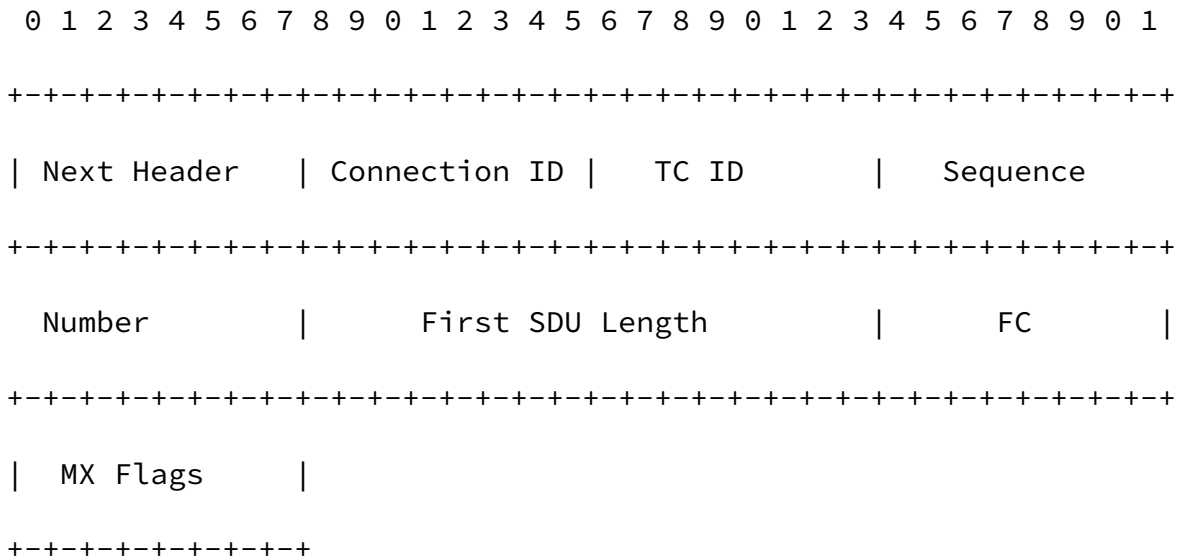 0 1 2 3 4 5 6 7 8 9 0 1 2 3 4 5 6 7 8 9 0 1 2 3 4 5 6 7 8 9 0 1
+-+-+-+-+-+-+-+-+-+-+-+-+-+-+-+-+-+-+-+-+-+-+-+-+-+-+-+-+-+-+-+-+
| Next Header   | Connection ID |   TC ID       |   Sequence
+-+-+-+-+-+-+-+-+-+-+-+-+-+-+-+-+-+-+-+-+-+-+-+-+-+-+-+-+-+-+-+-+
  Number        |      First SDU Length         |      FC       |
+-+-+-+-+-+-+-+-+-+-+-+-+-+-+-+-+-+-+-+-+-+-+-+-+-+-+-+-+-+-+-+-+
|  MX Flags     |
+-+-+-+-+-+-+-+-+